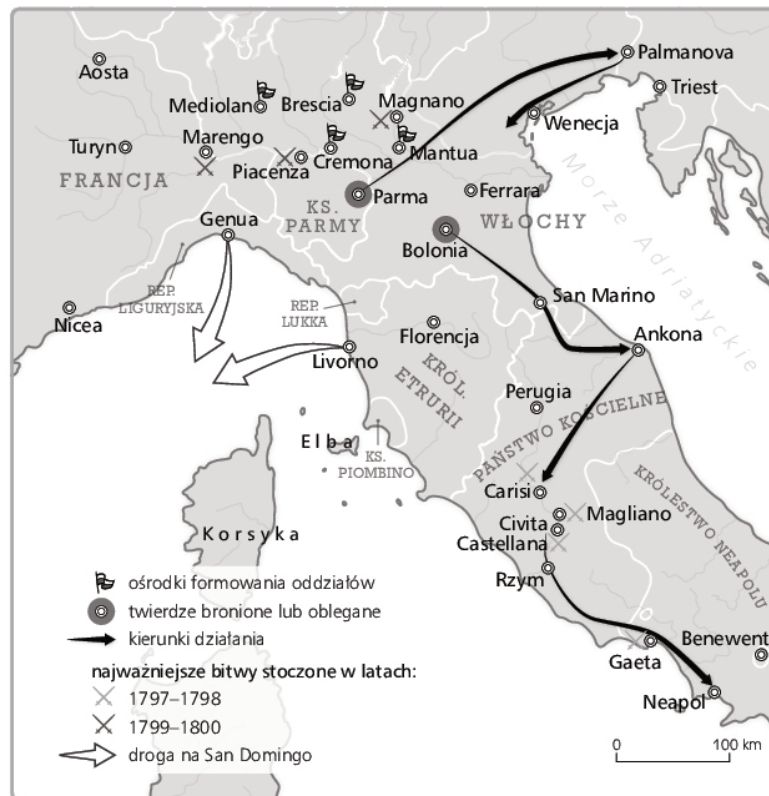 Aosta
Palmanova
Triest
Mediolan
Brescia
Magnano
Wenecja
Turyn
Marengo
Piacenza
Cremona
Mantua
FRANCJA
KS.
PARMY
Parma
Ferrara
WŁOCHY
Morze Adriatyckie
Genua
Bolonia
REP.
LIGURYJSKA
REP.
LUKKA
San Marino
Nicea
Livorno
Florencja
Ankona
KRÓL.
ETRURII
Perugia
PAŃSTWO KOŚCIELNE
Elba
KS.
PIOMBINO
Carisi
KRÓLESTWO NEAPOLU
Civita
Castellana
Magliano
Korsyka
Rzym
Gaeta
Benewent
Neapol
ośrodki formowania oddziałów
twierdze bronione lub oblegane
kierunki działania
najważniejsze bitwy stoczone w latach:
1797–1798
1799–1800
droga na San Domingo
0 100 km